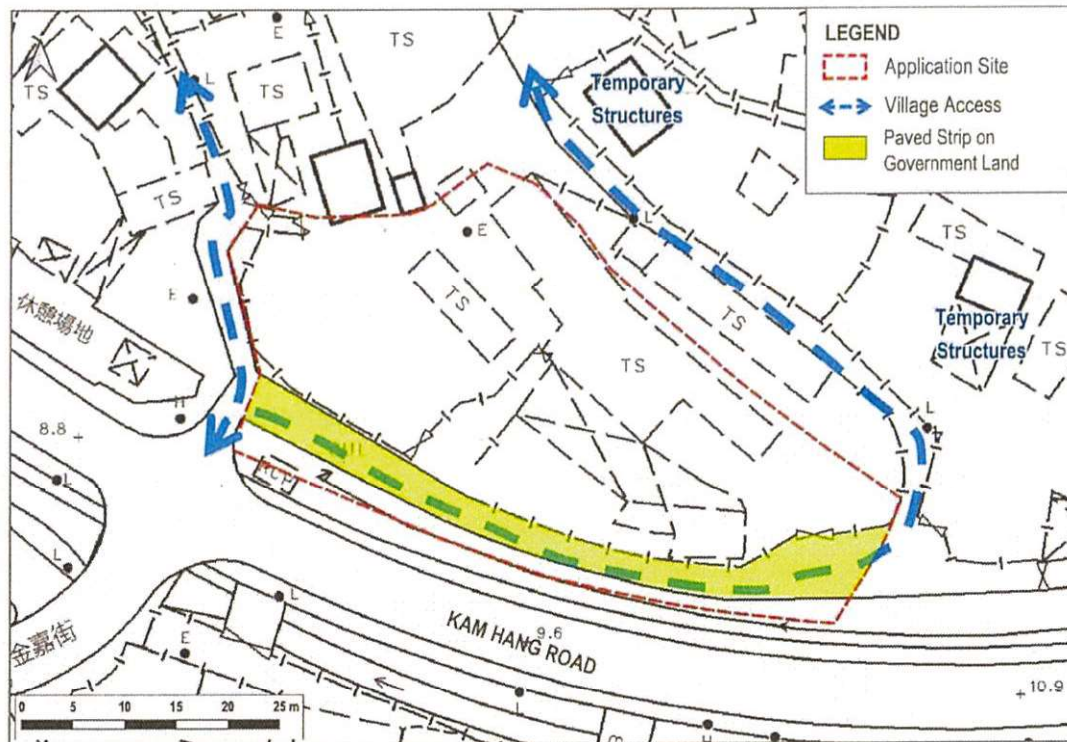 LEGEND
Application Site
Village Access
Paved Strip on
Government Land
E
TS
L
Temporary
Structures
TS
TS
TS
E
L
TS
TS
E
TS
休憩場地
TS
Temporary
Structures
TS
H
L
8.8
RCP
L
L
KAM HANG ROAD
9.6
L
金嘉街
E
10.9
0 5 10 15 20 25 m
L
H